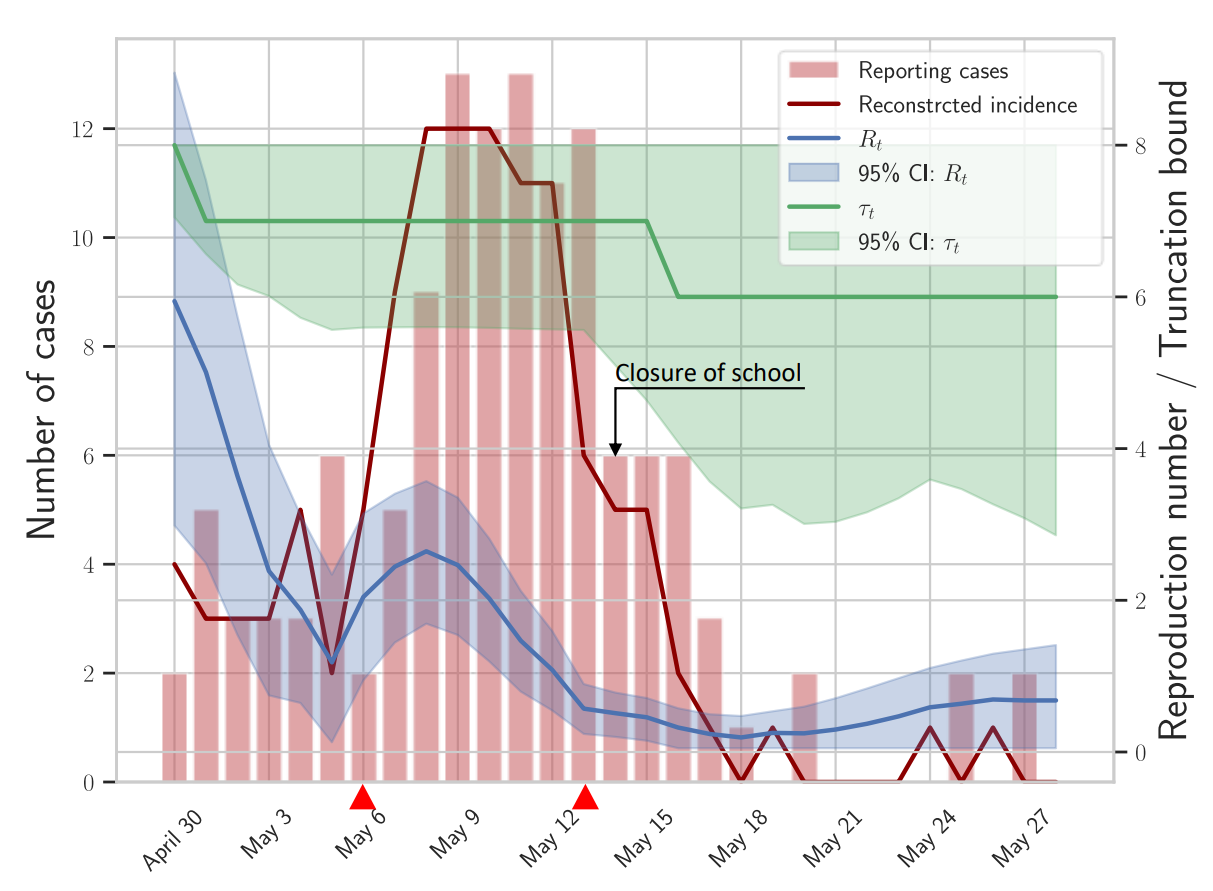 Reporting cases
Reconstrcted incidence
R_t
95% CI: R_t
τ_t
95% CI: τ_t
Closure of school
Number of cases
0
2
4
6
8
10
12
Reproduction number / Truncation bound
0
2
4
6
8
April 30
May 3
May 6
May 9
May 12
May 15
May 18
May 21
May 24
May 27